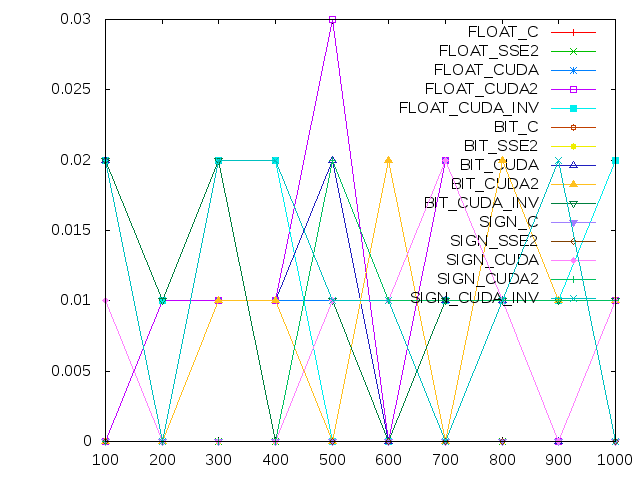 0.03
0.025
0.02
0.015
0.01
0.005
0
100 200 300 400 500 600 700 800 900 1000
FLOAT_C
FLOAT_SSE2
FLOAT_CUDA
FLOAT_CUDA2
FLOAT_CUDA_INV
BIT_C
BIT_SSE2
BIT_CUDA
BIT_CUDA2
BIT_CUDA_INV
SIGN_C
SIGN_SSE2
SIGN_CUDA
SIGN_CUDA2
SIGN_CUDA_INV